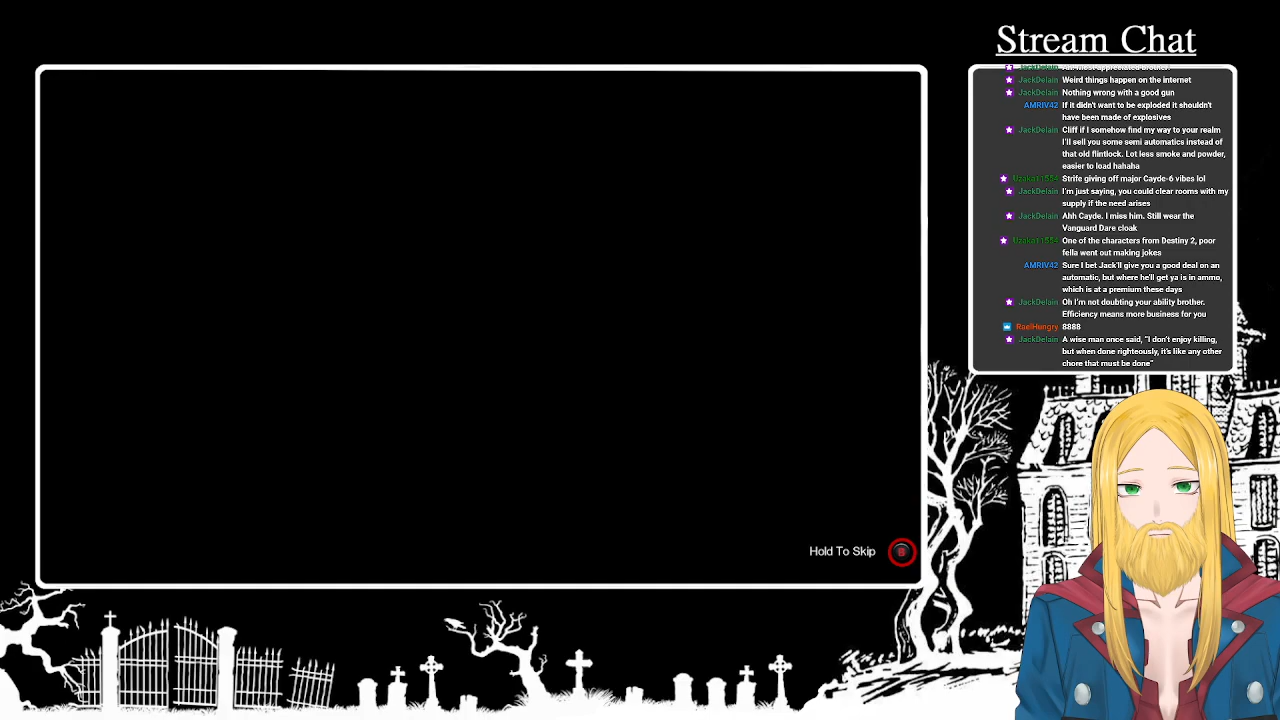 Stream Chat
JackDelain Weird things happen on the internet
JackDelain Nothing wrong with a good gun
AMRIV42 If it didn't want to be exploded it shouldn't
have been made of explosives
JackDelain Cliff if I somehow find my way to your realm
I'll sell you some semi automatics instead of
that old flintlock. Lot less smoke and powder,
easier to load hahaha
Uzaka11554 Strife giving off major Cayde-6 vibes lol
JackDelain I'm just saying, you could clear rooms with my
supply if the need arises
JackDelain Ahh Cayde. I miss him. Still wear the
Vanguard Dare cloak
Uzaka11554 One of the characters from Destiny 2, poor
fella went out making jokes
AMRIV42 Sure I bet Jack'll give you a good deal on an
automatic, but where he'll get ya is in ammo,
which is at a premium these days
JackDelain Oh I'm not doubting your ability brother.
Efficiency means more business for you
RaelHungry 8888
JackDelain A wise man once said, "I don't enjoy killing,
but when done righteously, it's like any other
chore that must be done"
Hold To Skip B